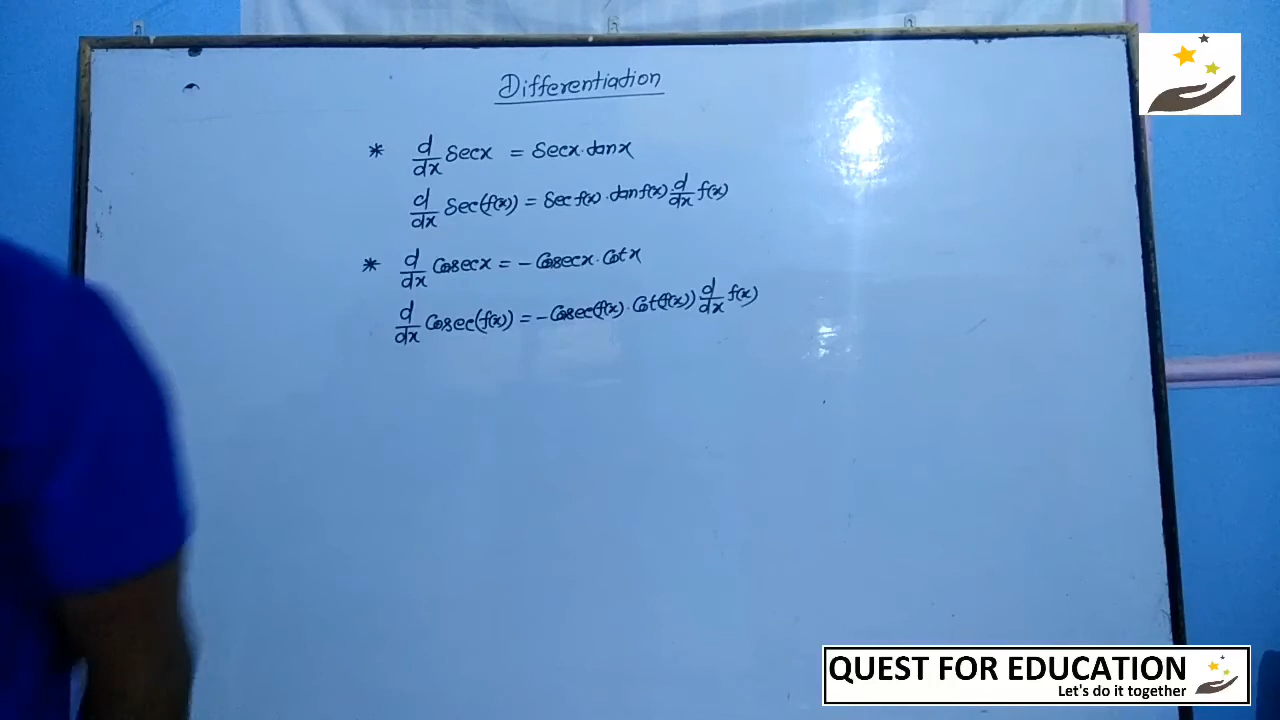 Differentiation
* d/dx Secx = Secx·tanx
d/dx Sec(f(x)) = Sec f(x)·tan f(x)·d/dx f(x)
* d/dx Cosecx = -Cosecx·Cotx
d/dx Cosec(f(x)) = -Cosec(f(x)·Cot(f(x)) d/dx f(x)
QUEST FOR EDUCATION
Let's do it together